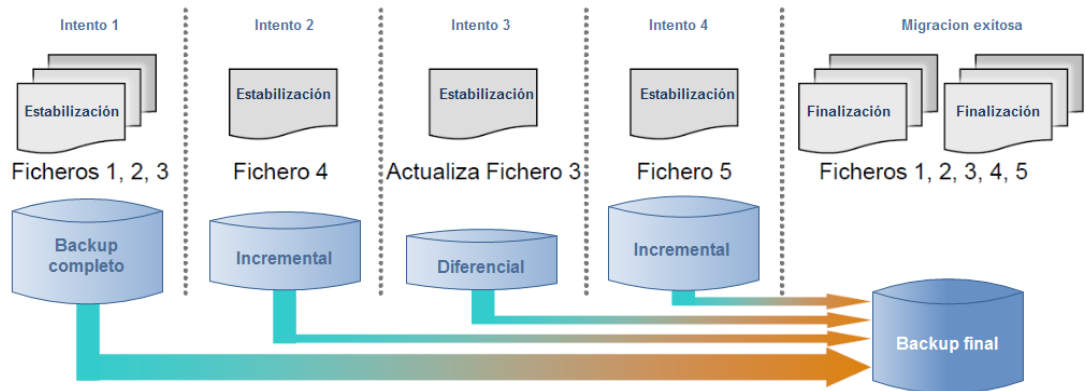 Intento 1
Intento 2
Intento 3
Intento 4
Migracion exítosa
Estabilización
Estabilización
Estabilización
Estabilización
Finalización
Finalización
Ficheros 1, 2, 3
Fichero 4
Actualiza Fichero 3
Fichero 5
Ficheros 1, 2, 3, 4, 5
Backup
completo
Incremental
Diferencial
Incremental
Backup final